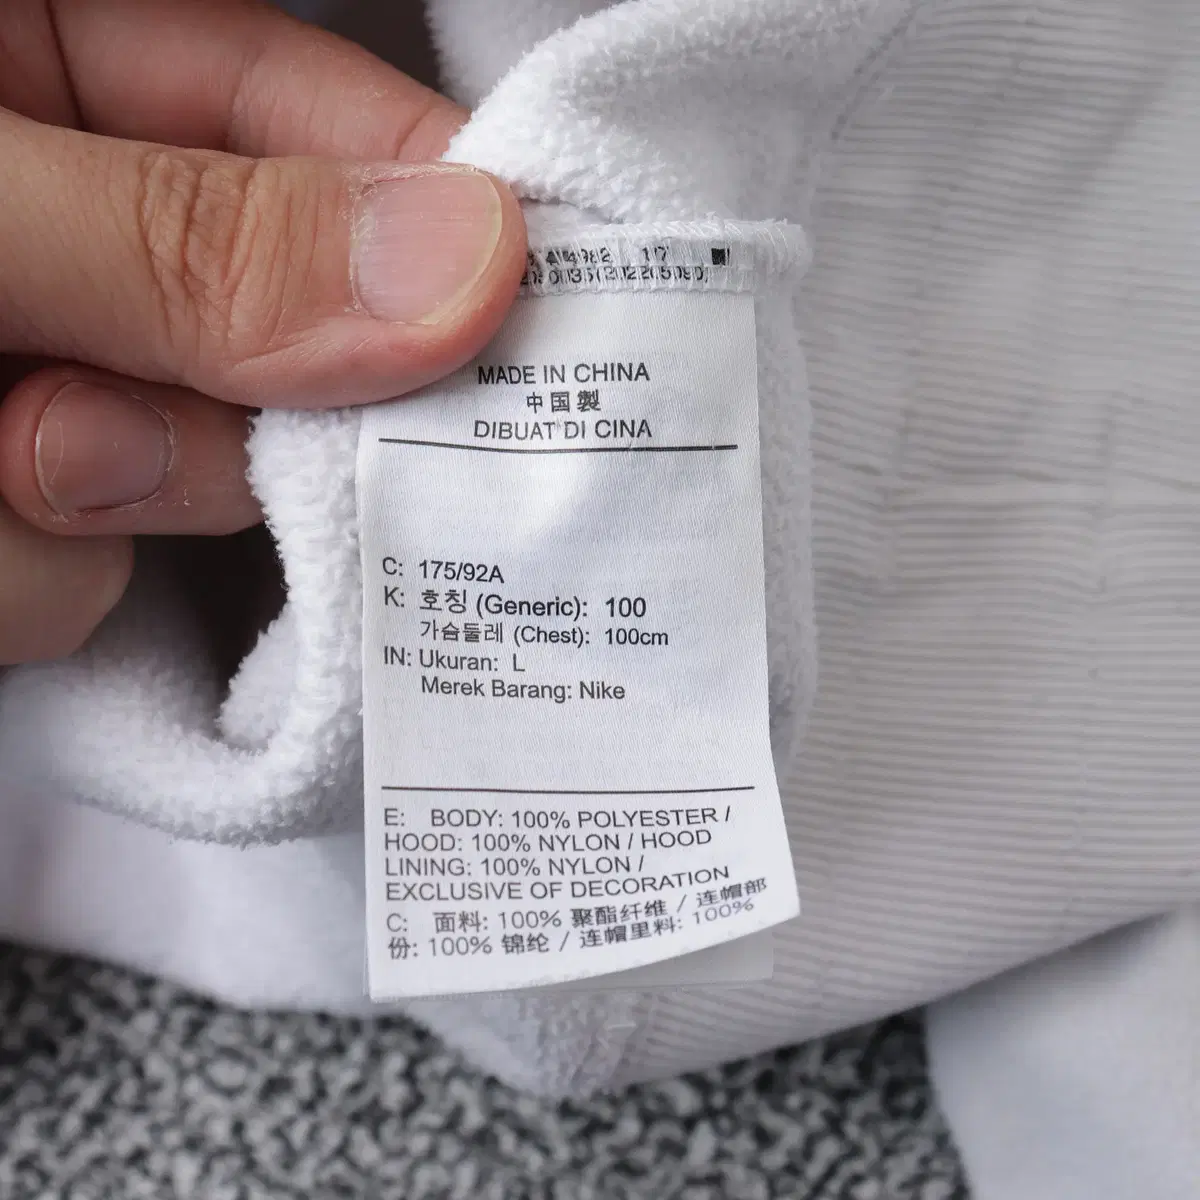 MADE IN CHINA
中国製
DIBUAT DI CINA
C: 175/92A
K: 호칭 (Generic): 100
가슴둘레 (Chest): 100cm
IN: Ukuran: L
Merek Barang: Nike
E: BODY: 100% POLYESTER /
HOOD: 100% NYLON / HOOD
LINING: 100% NYLON /
EXCLUSIVE OF DECORATION
C: 面料: 100% 聚酯纤维 / 连帽部
份: 100% 锦纶 / 连帽里料: 100%